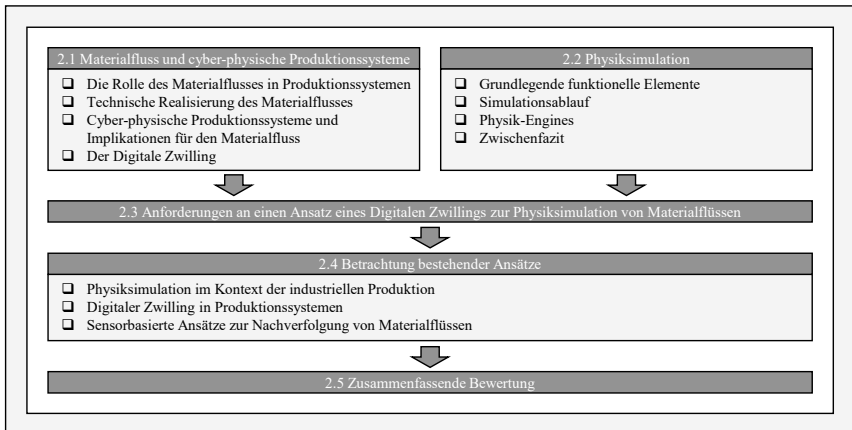 2.1 Materialfluss und cyber-physische Produktionssysteme
❑ Die Rolle des Materialflusses in Produktionssystemen
❑ Technische Realisierung des Materialflusses
❑ Cyber-physische Produktionssysteme und
Implikationen für den Materialfluss
❑ Der Digitale Zwilling
2.2 Physiksimulation
❑ Grundlegende funktionelle Elemente
❑ Simulationsablauf
❑ Physik-Engines
❑ Zwischenfazit
2.3 Anforderungen an einen Ansatz eines Digitalen Zwillings zur Physiksimulation von Materialflüssen
2.4 Betrachtung bestehender Ansätze
❑ Physiksimulation im Kontext der industriellen Produktion
❑ Digitaler Zwilling in Produktionssystemen
❑ Sensorbasierte Ansätze zur Nachverfolgung von Materialflüssen
2.5 Zusammenfassende Bewertung